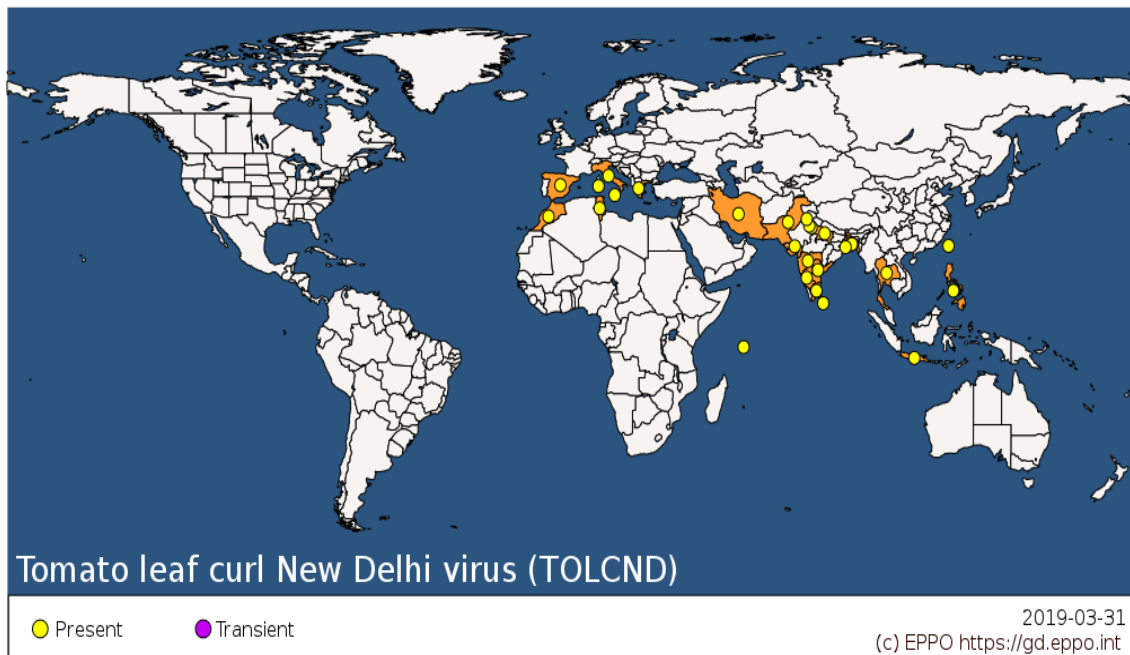 Tomato leaf curl New Delhi virus (TOLCND)
Present
Transient
2019-03-31
(c) EPPO https://gd.eppo.int